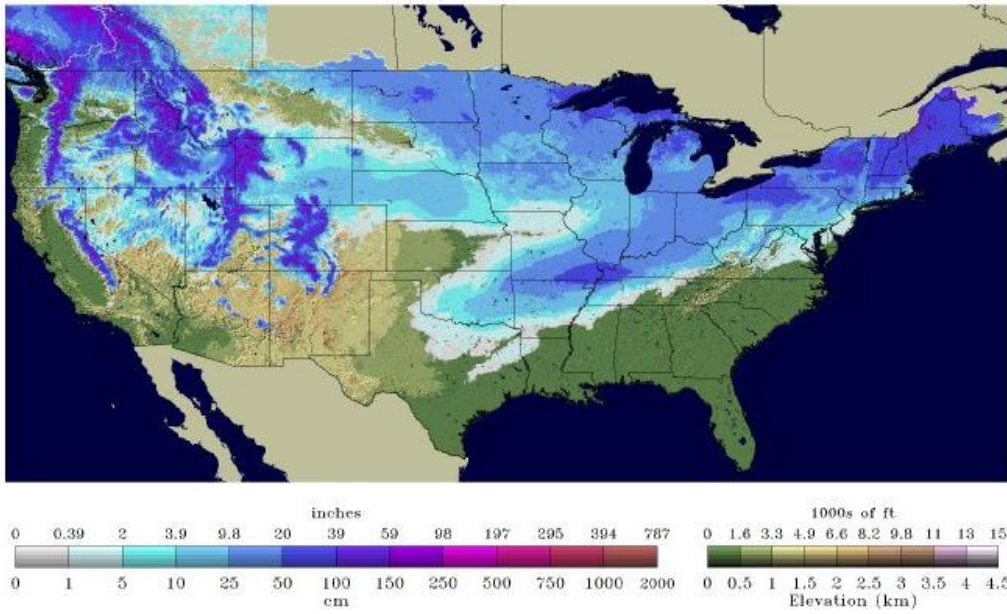 inches
0 0.39 2 3.9 9.8 20 39 59 98 197 295 394 787
0 1 5 10 25 50 100 150 250 500 750 1000 2000
cm
1000s of ft
0 1.6 3.3 4.9 6.6 8.2 9.8 11 13 15
0 0.5 1 1.5 2 2.5 3 3.5 4 4.5
Elevation (km)